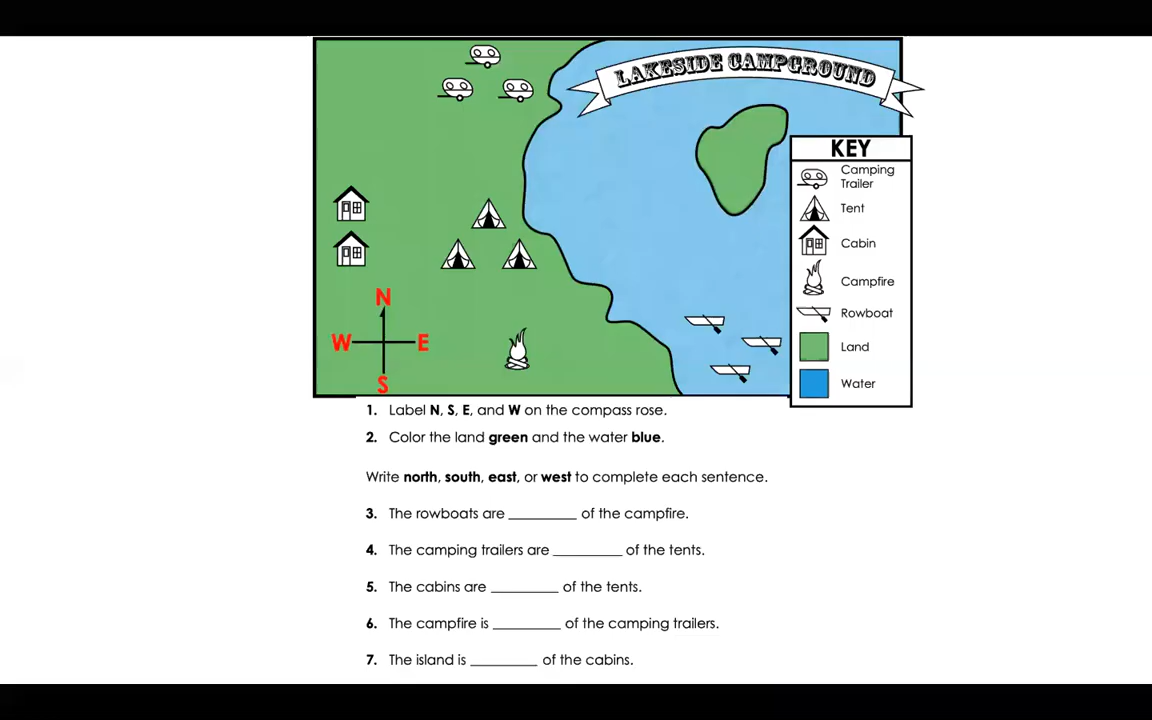 LAKESIDE CAMPGROUND
KEY
Camping
Trailer
Tent
Cabin
Campfire
Rowboat
Land
Water
N
W E
S
1. Label N, S, E, and W on the compass rose.
2. Color the land green and the water blue.
Write north, south, east, or west to complete each sentence.
3. The rowboats are _________ of the campfire.
4. The camping trailers are _________ of the tents.
5. The cabins are _________ of the tents.
6. The campfire is _________ of the camping trailers.
7. The island is _________ of the cabins.